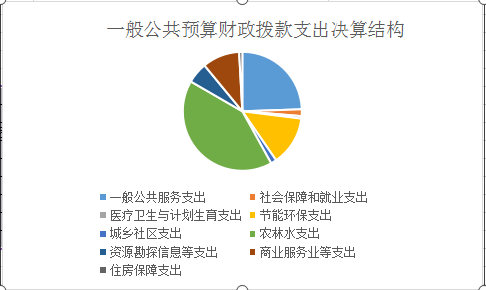 一般公共预算财政拨款支出决算结构
一般公共服务支出 社会保障和就业支出
医疗卫生与计划生育支出 节能环保支出
城乡社区支出 农林水支出
资源勘探信息等支出 商业服务业等支出
住房保障支出